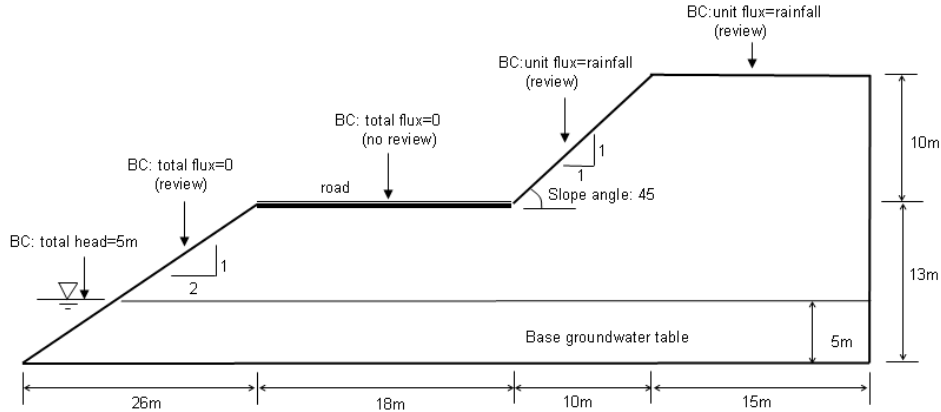 BC:unit flux=rainfall
(review)
BC:unit flux=rainfall
(review)
BC: total flux=0
(no review)
BC: total flux=0
(review)
BC: total head=5m
road
1
1
Slope angle: 45
10m
1
2
13m
Base groundwater table
5m
26m
18m
10m
15m